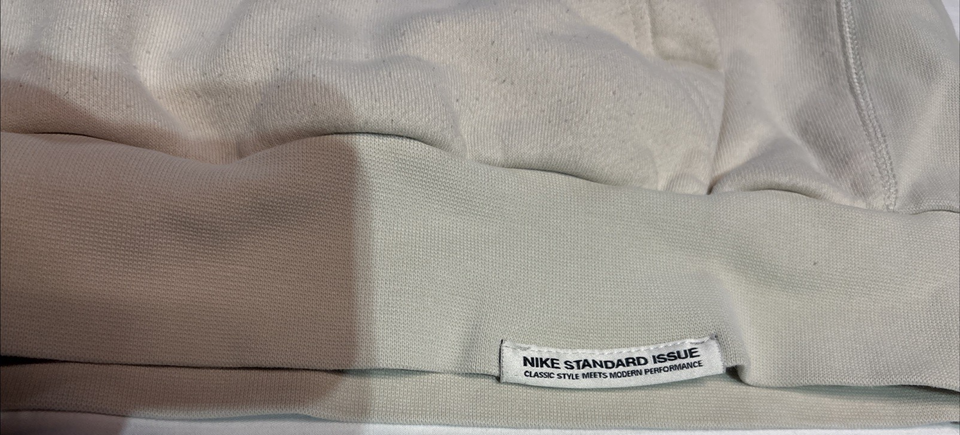 NIKE STANDARD ISSUE
CLASSIC STYLE MEETS MODERN PERFORMANCE